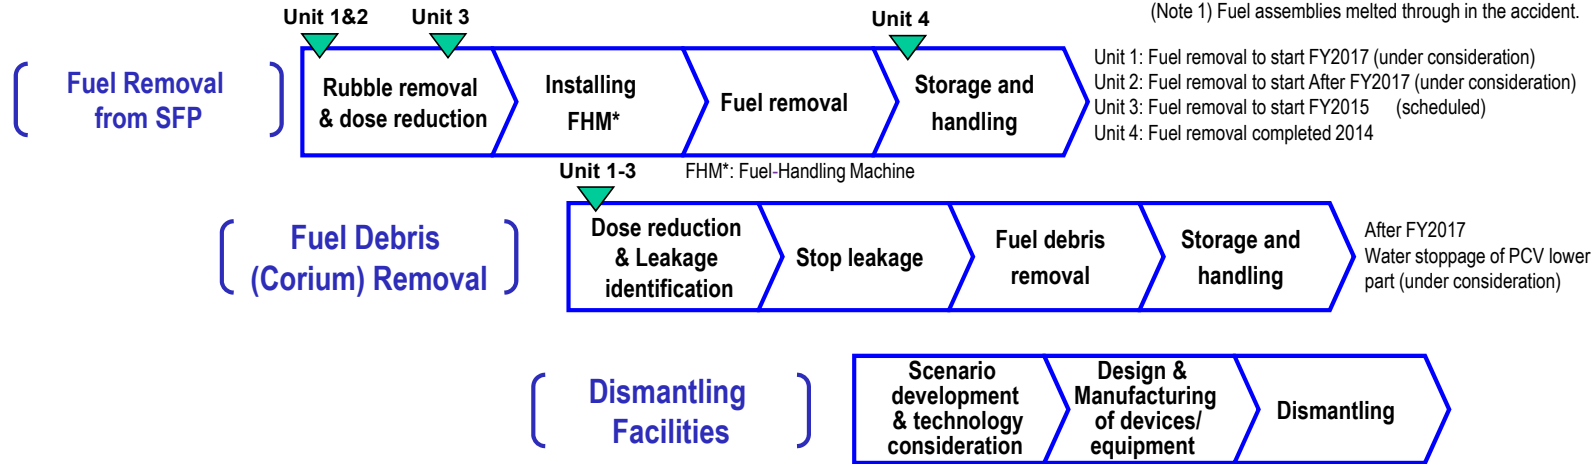 (Note 1) Fuel assemblies melted through in the accident.
Unit 1&2
Unit 3
Unit 4
Fuel Removal
from SFP
Rubble removal
& dose reduction
Installing
FHM*
Fuel removal
Storage and
handling
Unit 1: Fuel removal to start FY2017 (under consideration)
Unit 2: Fuel removal to start After FY2017 (under consideration)
Unit 3: Fuel removal to start FY2015 (scheduled)
Unit 4: Fuel removal completed 2014
Unit 1-3
FHM*: Fuel-Handling Machine
Fuel Debris
(Corium) Removal
Dose reduction
& Leakage
identification
Stop leakage
Fuel debris
removal
Storage and
handling
After FY2017
Water stoppage of PCV lower
part (under consideration)
Dismantling
Facilities
Scenario
development
& technology
consideration
Design &
Manufacturing
of devices/
equipment
Dismantling